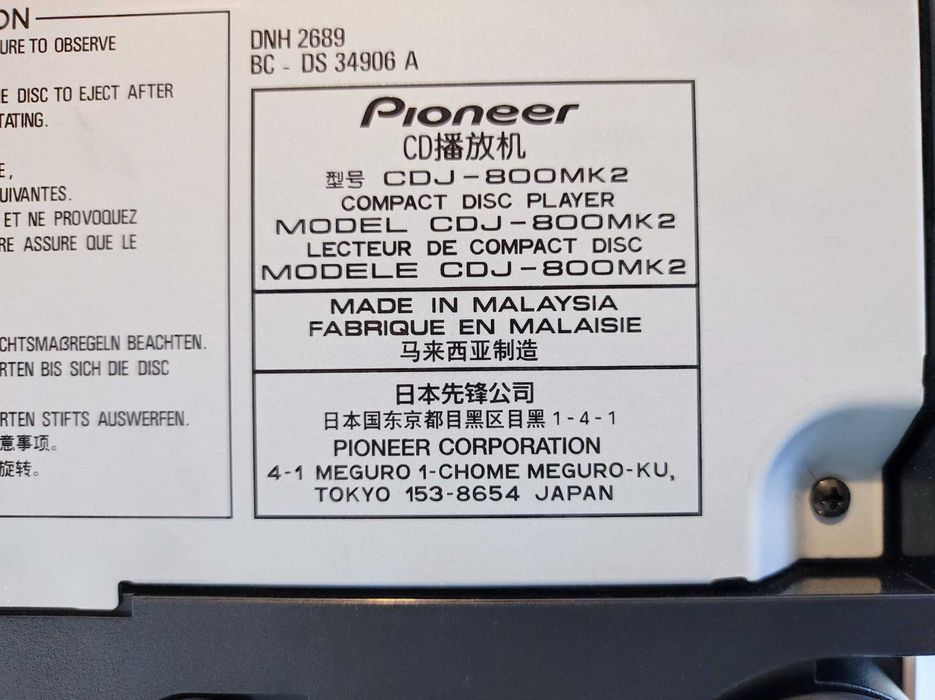 ON
URE TO OBSERVE
E DISC TO EJECT AFTER
TATING.
E,
UIVANTES.
ET NE PROVOQUEZ
RE ASSURE QUE LE
CHTSMAßREGELN BEACHTEN.
RTEN BIS SICH DIE DISC
RTEN STIFTS AUSWERFEN.
意事项。
旋转。
DNH 2689
BC - DS 34906 A
Pioneer
CD播放机
型号 CDJ-800MK2
COMPACT DISC PLAYER
MODEL CDJ-800MK2
LECTEUR DE COMPACT DISC
MODELE CDJ-800MK2
MADE IN MALAYSIA
FABRIQUE EN MALAISIE
马来西亚制造
日本先锋公司
日本国东京都目黑区目黑 1-4-1
PIONEER CORPORATION
4-1 MEGURO 1-CHOME MEGURO-KU,
TOKYO 153-8654 JAPAN